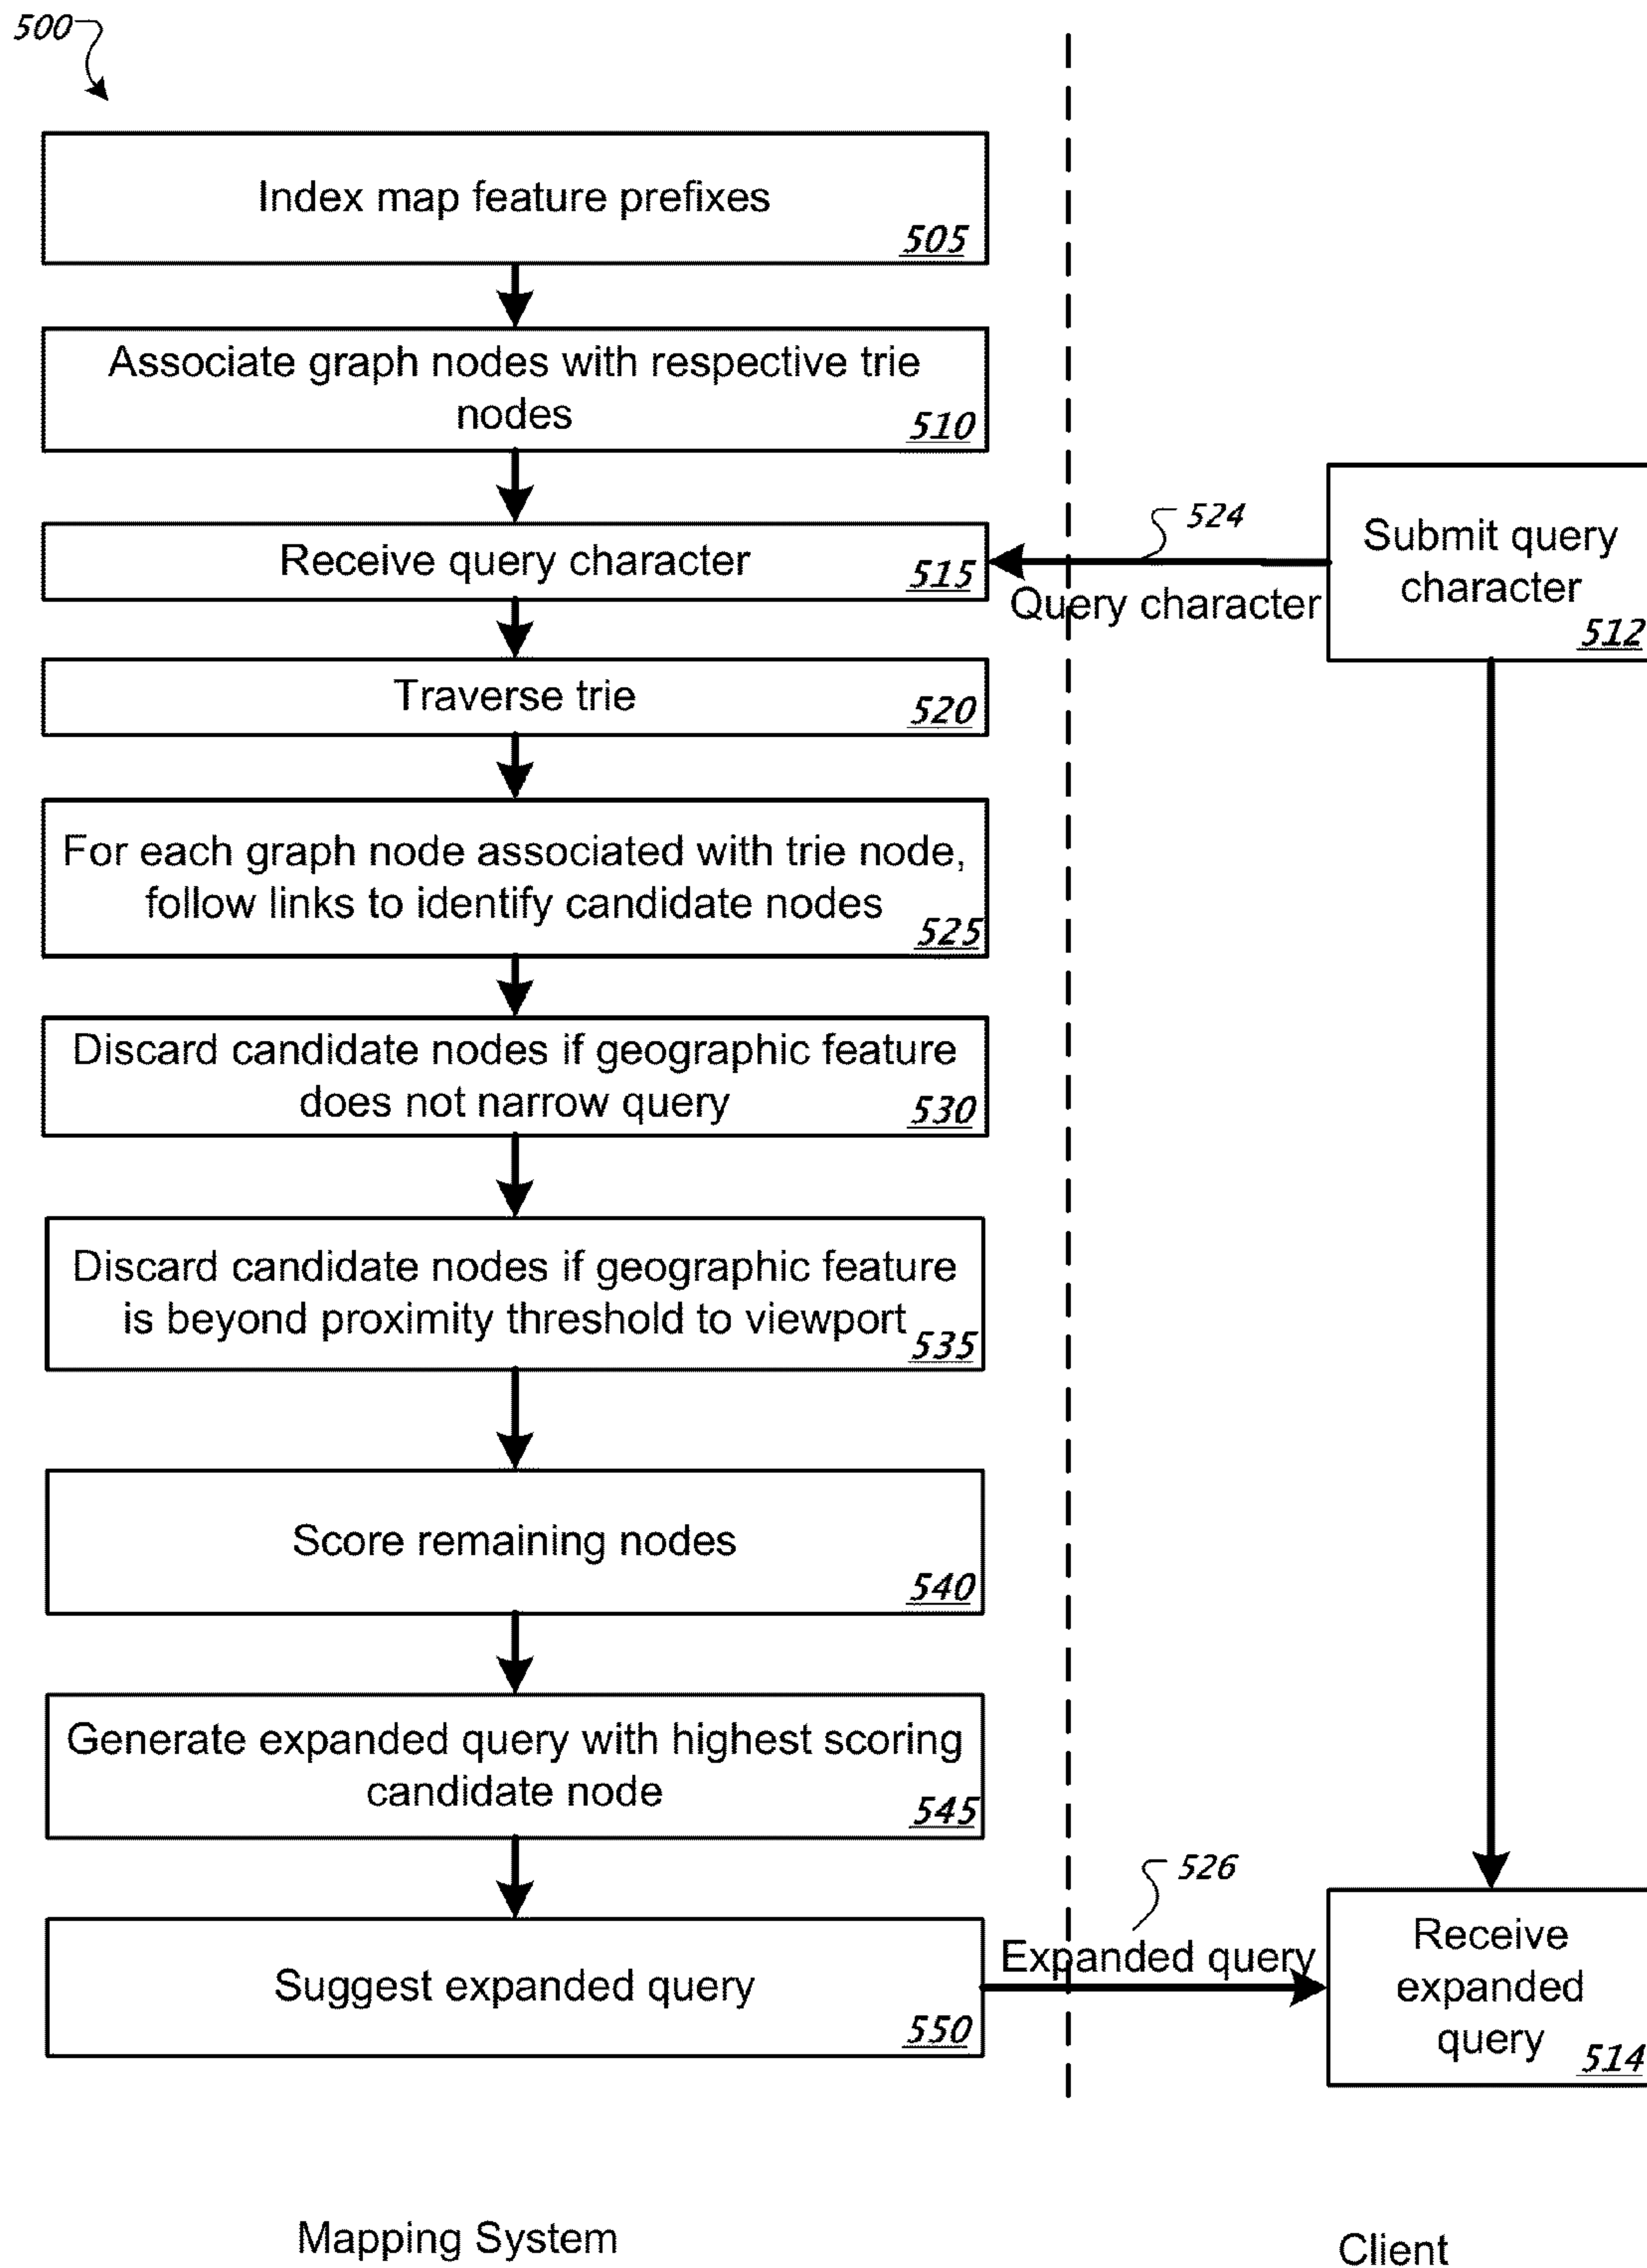 500
Index map feature prefixes
505
Associate graph nodes with respective trie
nodes
510
Receive query character
515
524
Query character
Submit query
character
512
Traverse trie
520
For each graph node associated with trie node,
follow links to identify candidate nodes
525
Discard candidate nodes if geographic feature
does not narrow query
530
Discard candidate nodes if geographic feature
is beyond proximity threshold to viewport
535
Score remaining nodes
540
Generate expanded query with highest scoring
candidate node
545
Suggest expanded query
550
526
Expanded query
Receive
expanded
query
514
Mapping System
Client